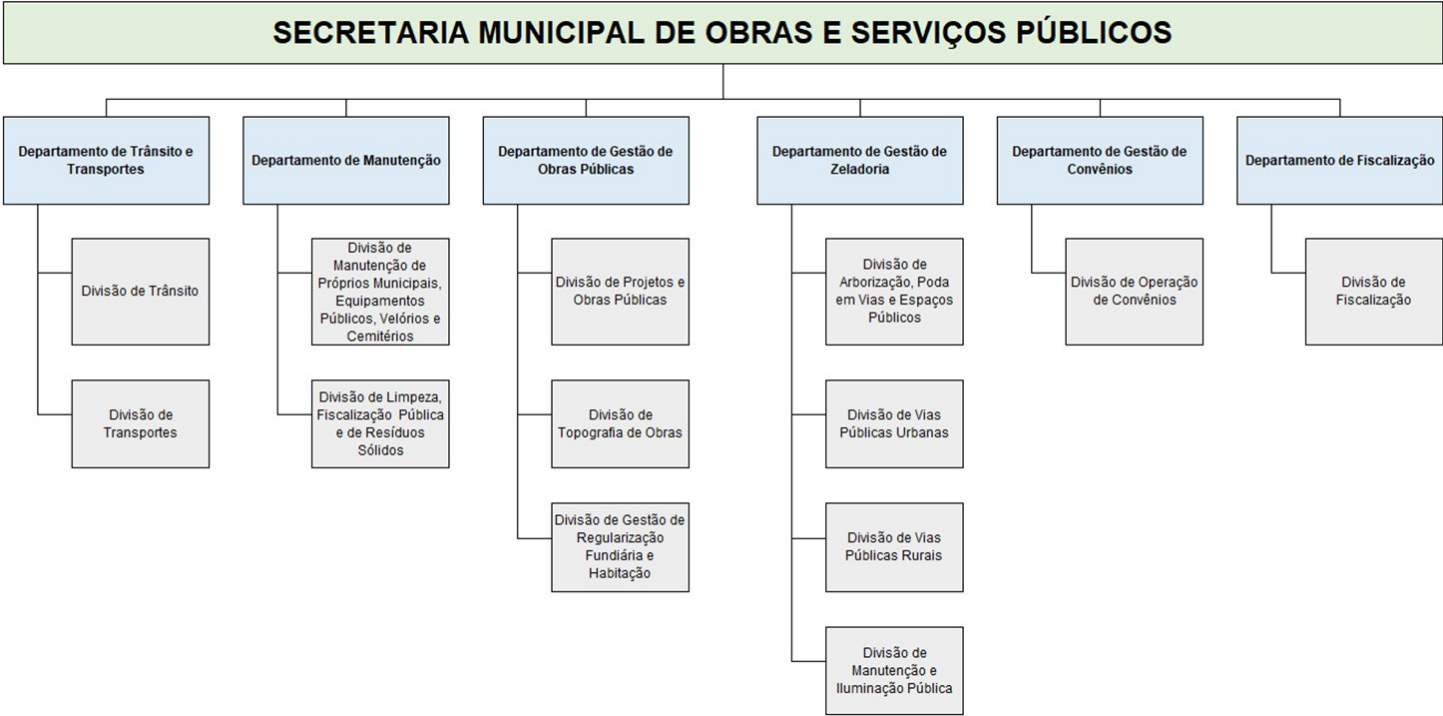 SECRETARIA MUNICIPAL DE OBRAS E SERVIÇOS PÚBLICOS
Departamento de Trânsito e
Transportes
Departamento de Manutenção
Departamento de Gestão de
Obras Públicas
Departamento de Gestão de
Zeladoria
Departamento de Gestão de
Convênios
Departamento de Fiscalização
Divisão de Trânsito
Divisão de
Manutenção de
Próprios Municipais,
Equipamentos
Públicos, Velórios e
Cemitérios
Divisão de Projetos e
Obras Públicas
Divisão de
Arborização, Poda
em Vias e Espaços
Públicos
Divisão de Operação
de Convênios
Divisão de
Fiscalização
Divisão de
Transportes
Divisão de Limpeza,
Fiscalização Pública
e de Resíduos
Sólidos
Divisão de
Topografia de Obras
Divisão de Vias
Públicas Urbanas
Divisão de Gestão de
Regularização
Fundiária e
Habitação
Divisão de Vias
Públicas Rurais
Divisão de
Manutenção e
Iluminação Pública